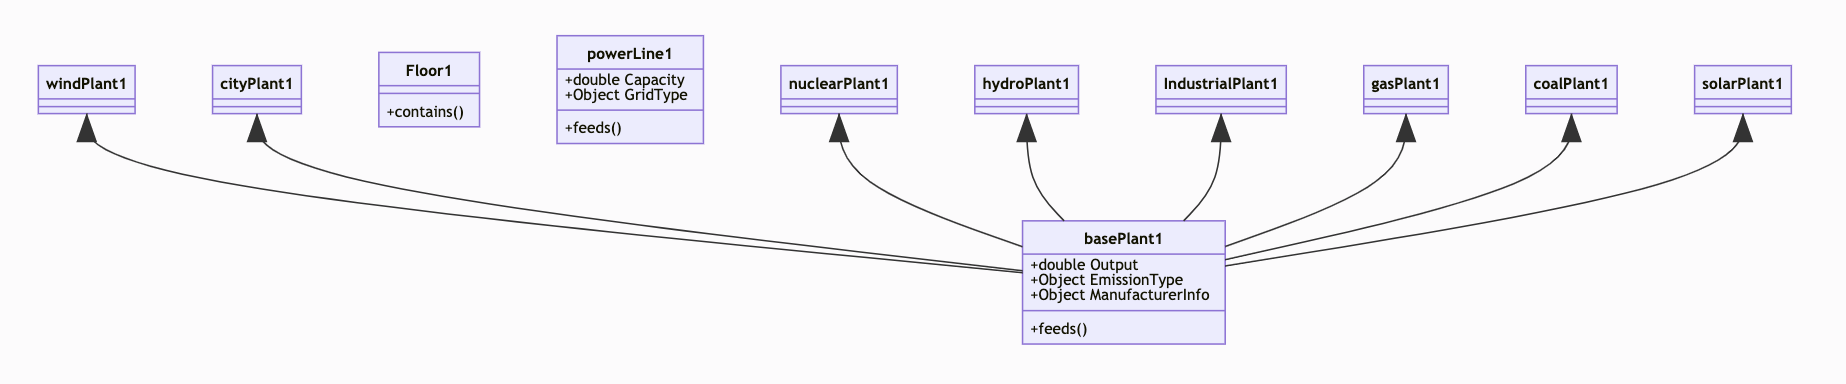 windPlant1
cityPlant1
Floor1
+contains()
powerLine1
+double Capacity
+Object GridType
+feeds()
nuclearPlant1
hydroPlant1
IndustrialPlant1
gasPlant1
coalPlant1
solarPlant1
basePlant1
+double Output
+Object EmissionType
+Object ManufacturerInfo
+feeds()